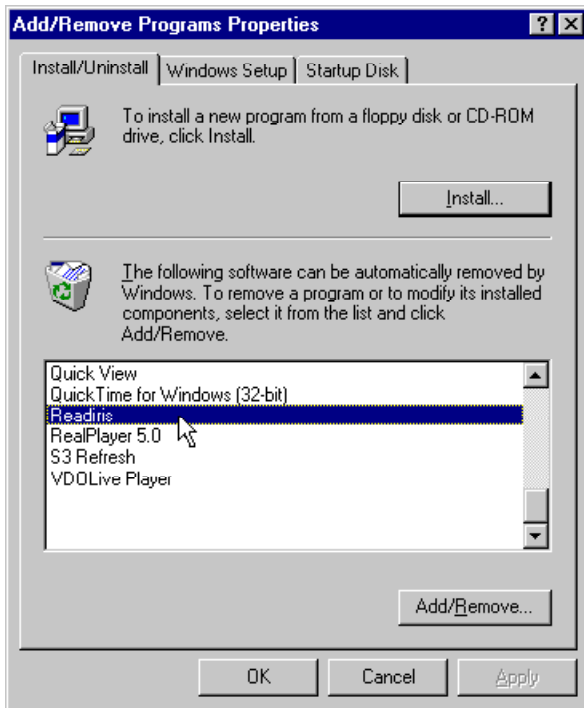 Add/Remove Programs Properties
Install/Uninstall
Windows Setup
Startup Disk
To install a new program from a floppy disk or CD-ROM
drive, click Install.
Install...
The following software can be automatically removed by
Windows. To remove a program or to modify its installed
components, select it from the list and click
Add/Remove.
Quick View
QuickTime for Windows (32-bit)
Readiris
RealPlayer 5.0
S3 Refresh
VDOLive Player
Add/Remove...
OK
Cancel
Apply